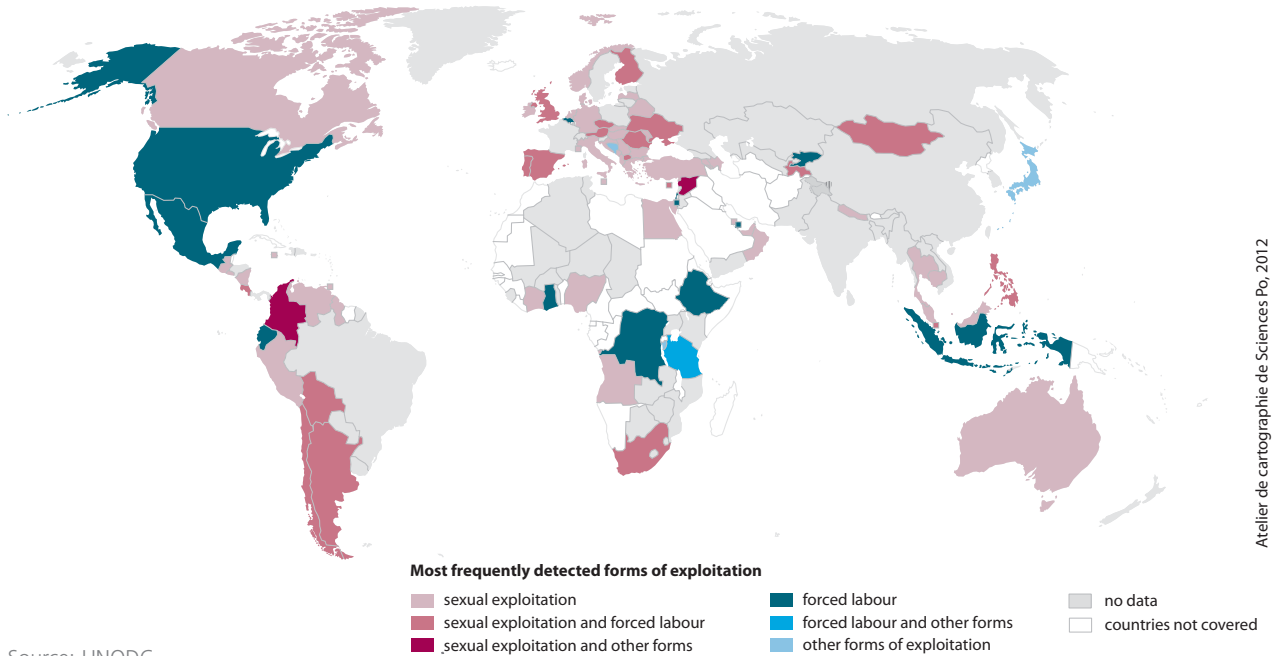 Atelier de cartographie de Sciences Po, 2012
Most frequently detected forms of exploitation
sexual exploitation
sexual exploitation and forced labour
sexual exploitation and other forms
forced labour
forced labour and other forms
other forms of exploitation
no data
countries not covered
Source: UNODC